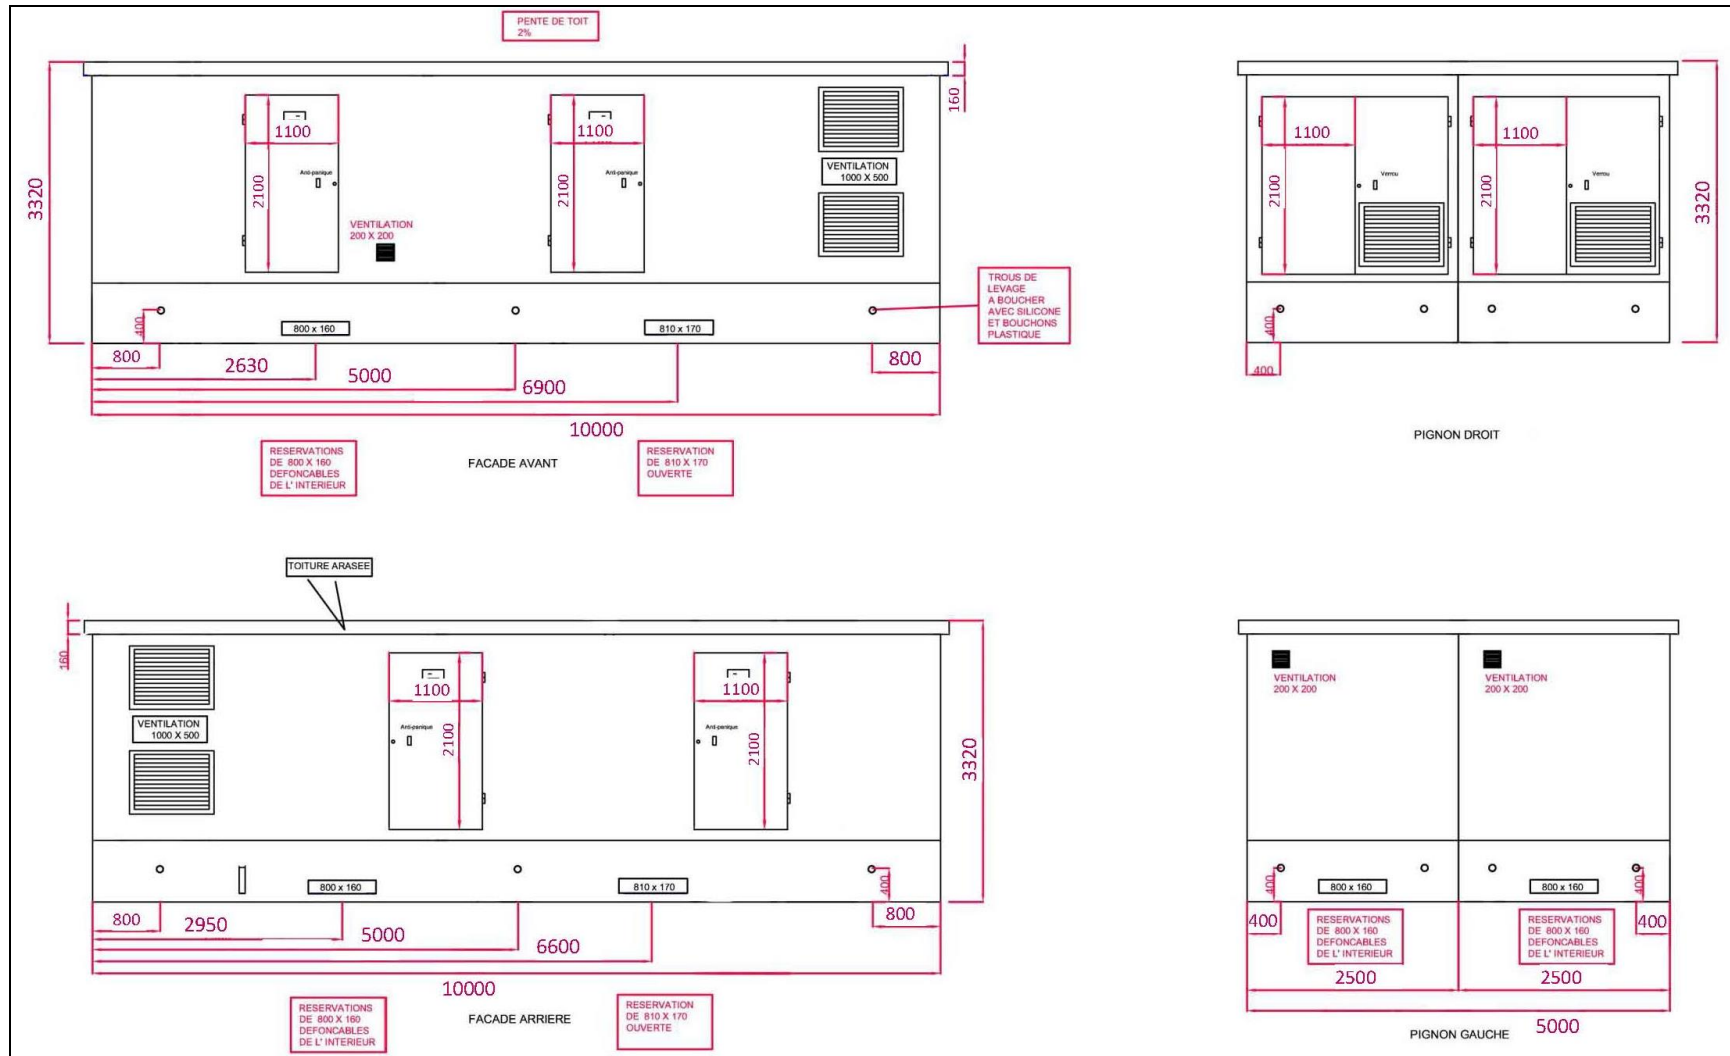 PENTE DE TOIT
2%
3320
160
1100
2100
Anti-panique
VENTILATION
200 X 200
1100
2100
Anti-panique
VENTILATION
1000 X 500
TROUS DE
LEVAGE
A BOUCHER
AVEC SILICONE
ET BOUCHONS
PLASTIQUE
400
800 x 160
810 x 170
800
2630
5000
6900
800
10000
RESERVATIONS
DE 800 X 160
DEFONCABLES
DE L' INTERIEUR
FACADE AVANT
RESERVATION
DE 810 X 170
OUVERTE
1100
2100
Verrou
1100
2100
Verrou
3320
400
400
PIGNON DROIT
TOITURE ARASEE
160
VENTILATION
1000 X 500
1100
2100
Anti-panique
1100
2100
Anti-panique
3320
800 x 160
810 x 170
400
800
2950
5000
6600
800
10000
RESERVATIONS
DE 800 X 160
DEFONCABLES
DE L' INTERIEUR
FACADE ARRIERE
RESERVATION
DE 810 X 170
OUVERTE
VENTILATION
200 X 200
VENTILATION
200 X 200
400
800 x 160
800 x 160
400
400
RESERVATIONS
DE 800 X 160
DEFONCABLES
DE L' INTERIEUR
RESERVATIONS
DE 800 X 160
DEFONCABLES
DE L' INTERIEUR
400
2500
2500
5000
PIGNON GAUCHE